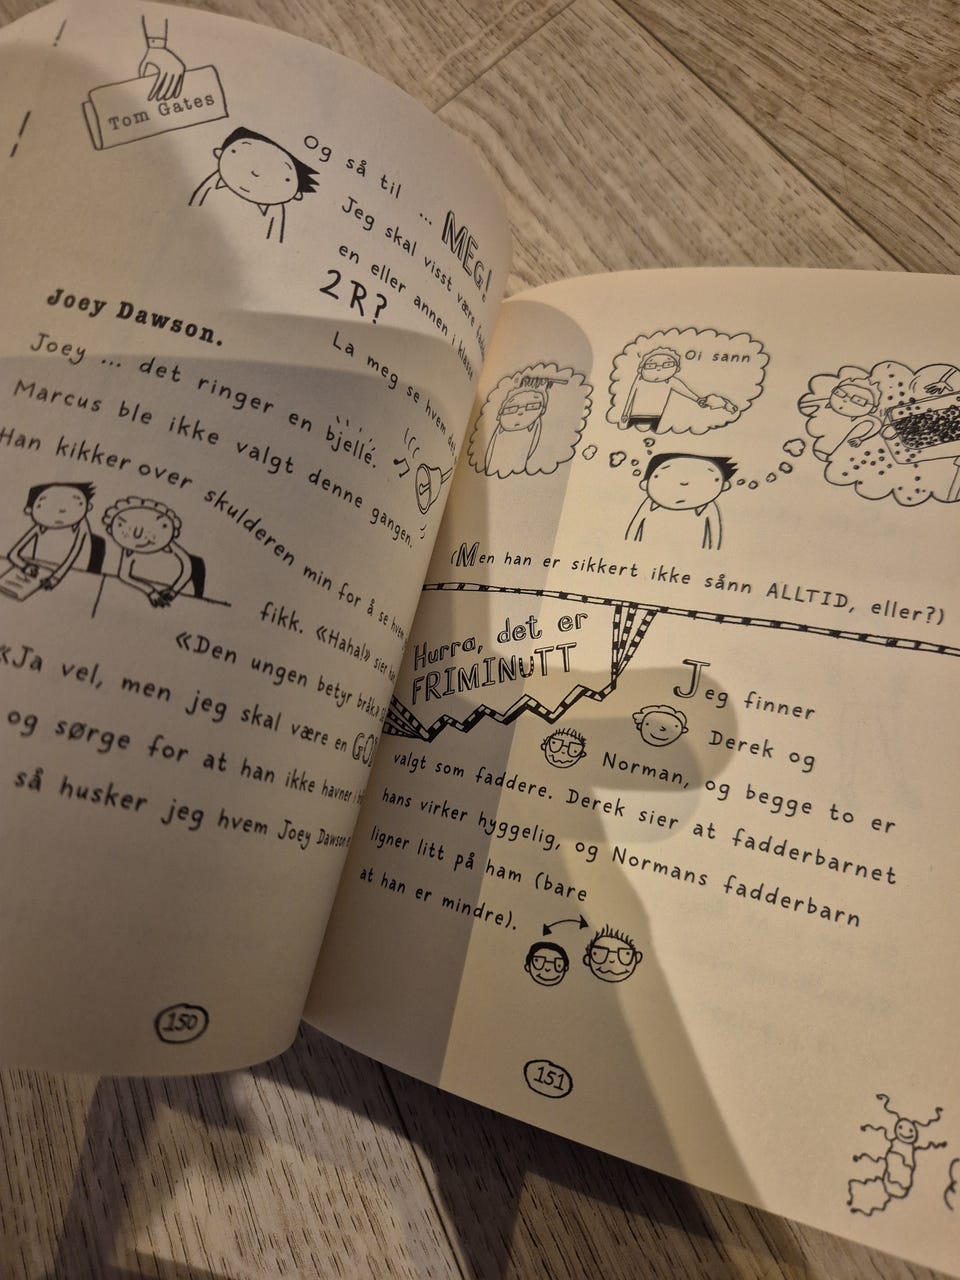 Tom Gates
Og så til ... MEG!
Jeg skal visst være
en eller annen i klasse
2R?
La meg se hvem
Joey Dawson.
Joey ... det ringer en bjelle.
Marcus ble ikke valgt denne gangen.
Han kikker over skulderen min for å se hvem
fikk. «Haha!» sier
«Den ungen betyr bråk.»
«Ja vel, men jeg skal være en
og sørge for at han ikke havner i
så husker jeg hvem Joey Dawson
150
Oi sann
(Men han er sikkert ikke sånn ALLTID, eller?)
Hurra, det er
FRIMINUTT
Jeg finner
Derek og
Norman, og begge to er
valgt som faddere. Derek sier at fadderbarnet
hans virker hyggelig, og Normans fadderbarn
ligner litt på ham (bare
at han er mindre).
151